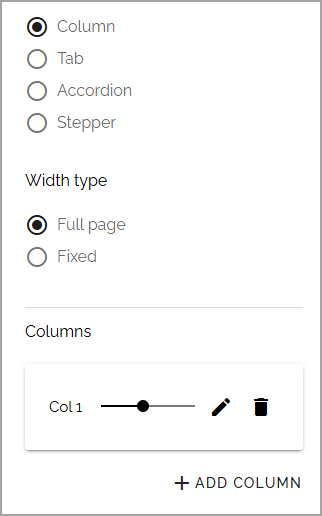 Column
Tab
Accordion
Stepper
Width type
Full page
Fixed
Columns
Col 1
ADD COLUMN